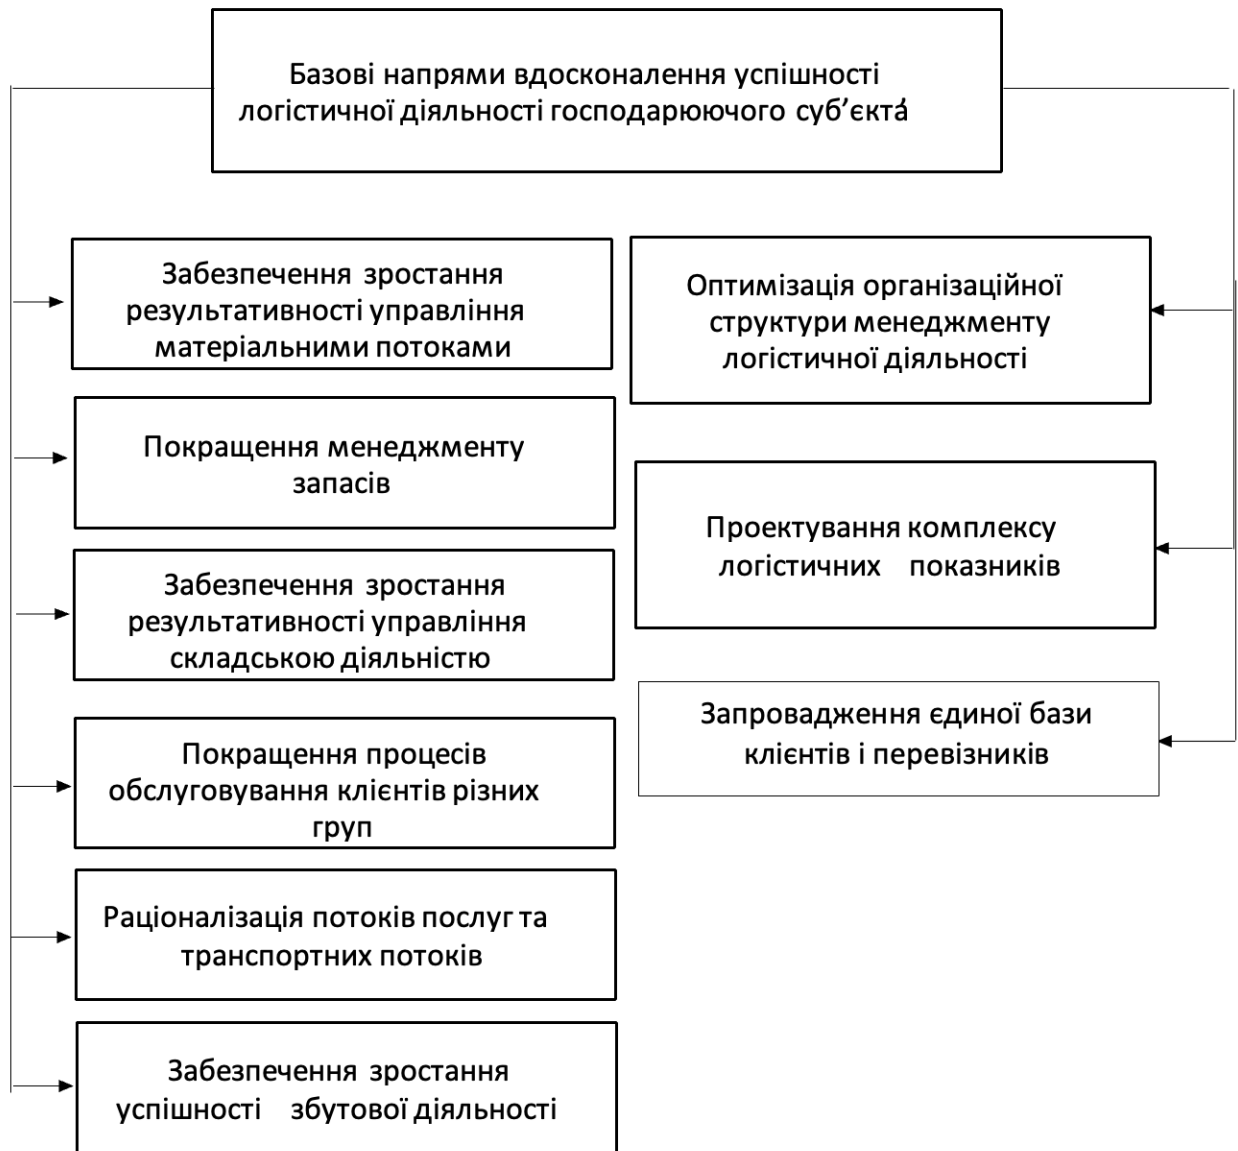 Базові напрями вдосконалення успішності
логістичної діяльності господарюючого суб’єкта́
Забезпечення зростання
результативності управління
матеріальними потоками
Покращення менеджменту
запасів
Забезпечення зростання
результативності управління
складською діяльністю
Покращення процесів
обслуговування клієнтів різних
груп
Раціоналізація потоків послуг та
транспортних потоків
Забезпечення зростання
успішності збутової діяльності
Оптимізація організаційної
структури менеджменту
логістичної діяльності
Проектування комплексу
логістичних показників
Запровадження єдиної бази
клієнтів і перевізників